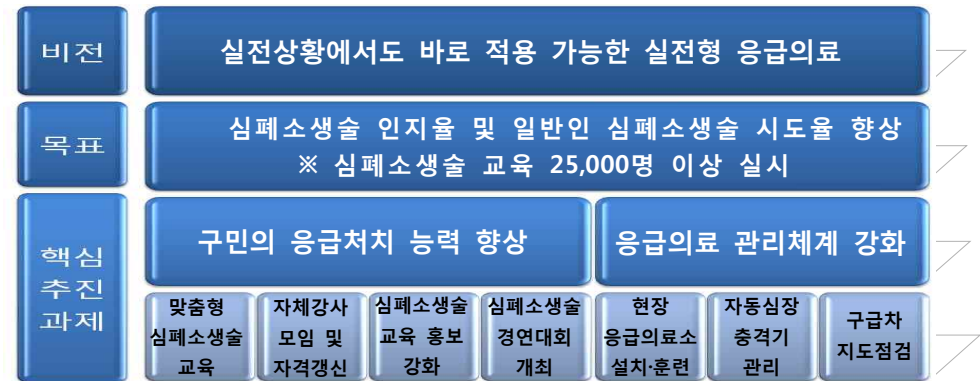 비전
실전상황에서도 바로 적용 가능한 실전형 응급의료
목표
심폐소생술 인지율 및 일반인 심폐소생술 시도율 향상
※ 심폐소생술 교육 25,000명 이상 실시
핵심
추진
과제
구민의 응급처치 능력 향상
응급의료 관리체계 강화
맞춤형
심폐소생술
교육
자체강사
모임 및
자격갱신
심폐소생술
교육 홍보
강화
심폐소생술
경연대회
개최
현장
응급의료소
설치·훈련
자동심장
충격기
관리
구급차
지도점검